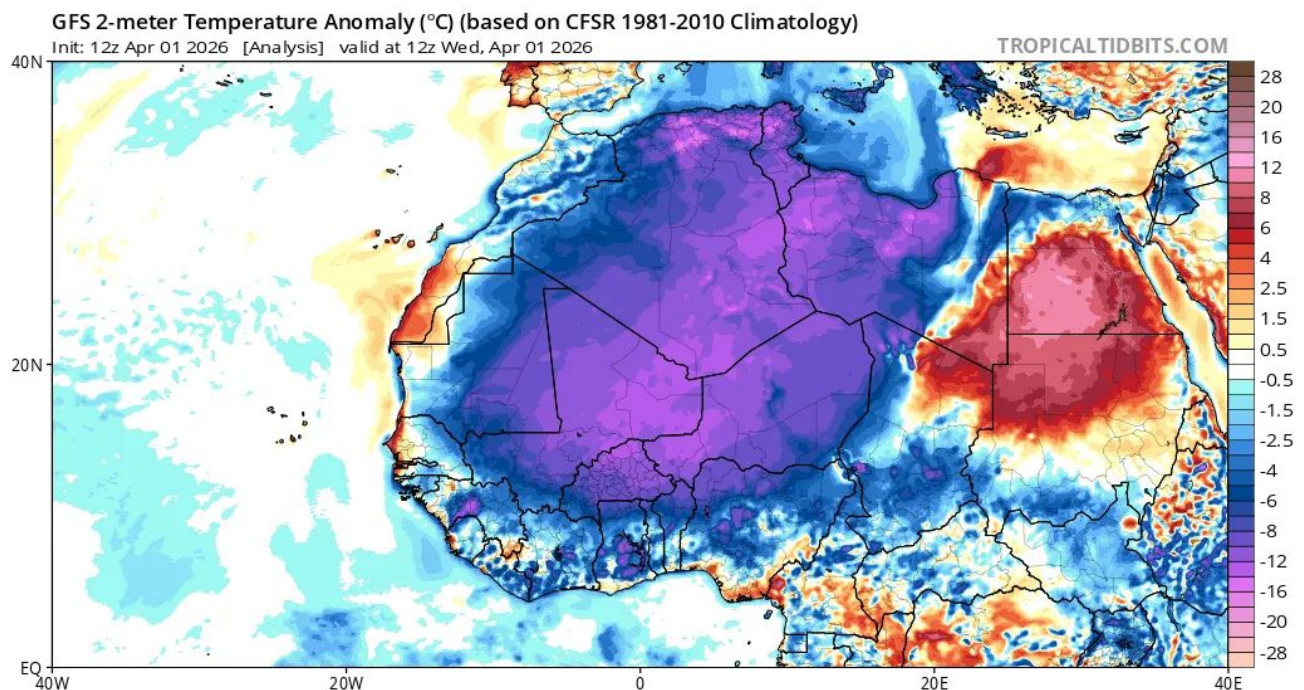 GFS 2-meter Temperature Anomaly (°C) (based on CFSR 1981-2010 Climatology)
Init: 12z Apr 01 2026 [Analysis] valid at 12z Wed, Apr 01 2026
TROPICALTIDBITS.COM
40N
20N
EQ
40W
20W
0
20E
40E
28
20
16
12
8
6
4
2.5
1.5
0.5
-0.5
-1.5
-2.5
-4
-6
-8
-12
-16
-20
-28